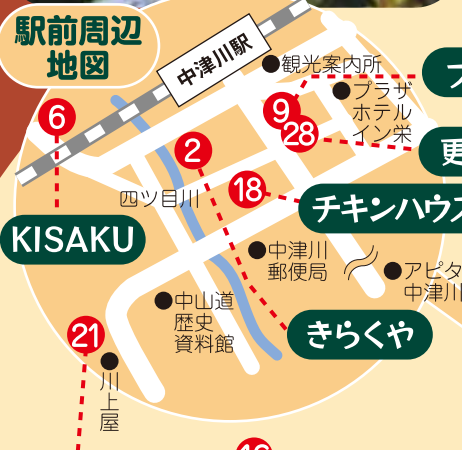 駅前周辺
地図
中津川駅
観光案内所
プラザ
ホテル
イン栄
6
9
28
2
18
四ツ目川
チキンハウス
KISAKU
中津川
郵便局
アピタ
中津川
中山道
歴史
資料館
きらくや
21
川上屋